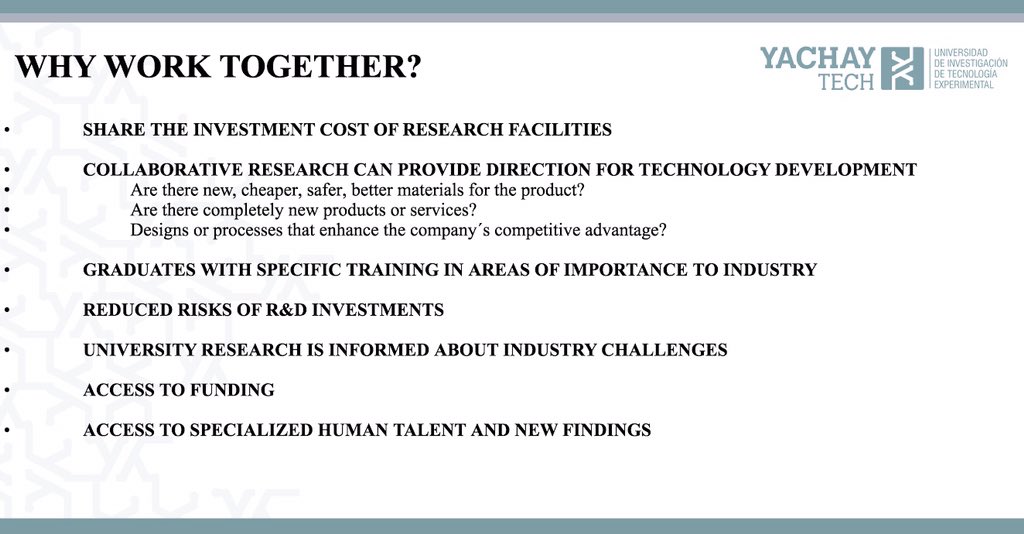 WHY WORK TOGETHER?
YACHAY
TECH
UNIVERSIDAD
DE INVESTIGACIÓN
DE TECNOLOGÍA
EXPERIMENTAL
• SHARE THE INVESTMENT COST OF RESEARCH FACILITIES
• COLLABORATIVE RESEARCH CAN PROVIDE DIRECTION FOR TECHNOLOGY DEVELOPMENT
• Are there new, cheaper, safer, better materials for the product?
• Are there completely new products or services?
• Designs or processes that enhance the company´s competitive advantage?
• GRADUATES WITH SPECIFIC TRAINING IN AREAS OF IMPORTANCE TO INDUSTRY
• REDUCED RISKS OF R&D INVESTMENTS
• UNIVERSITY RESEARCH IS INFORMED ABOUT INDUSTRY CHALLENGES
• ACCESS TO FUNDING
• ACCESS TO SPECIALIZED HUMAN TALENT AND NEW FINDINGS